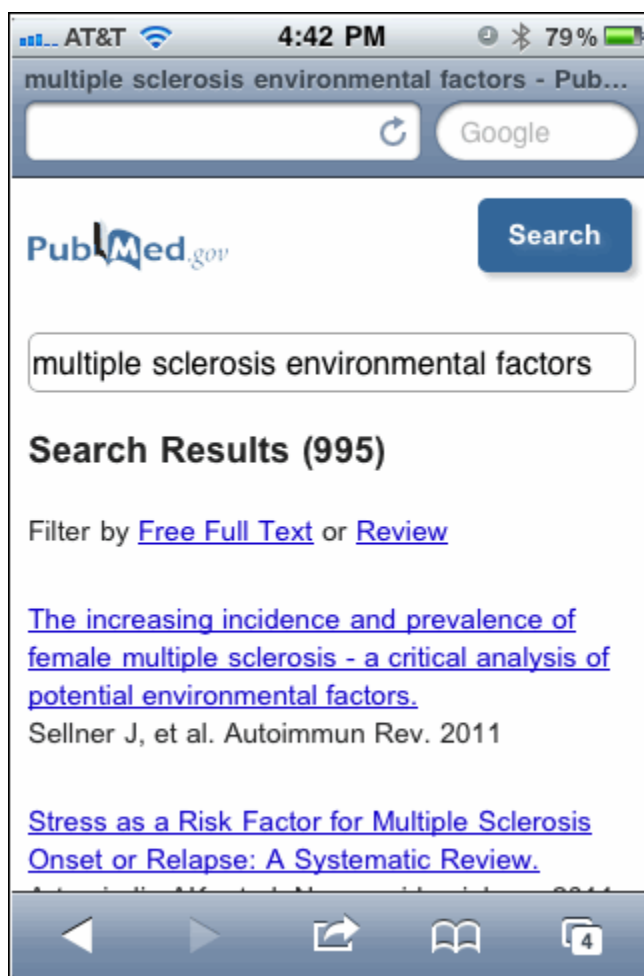 AT&T 4:42 PM 79%
multiple sclerosis environmental factors - Pub...
Google
PubMed.gov
Search
multiple sclerosis environmental factors
Search Results (995)
Filter by Free Full Text or Review
The increasing incidence and prevalence of
female multiple sclerosis - a critical analysis of
potential environmental factors.
Sellner J, et al. Autoimmun Rev. 2011
Stress as a Risk Factor for Multiple Sclerosis
Onset or Relapse: A Systematic Review.
4